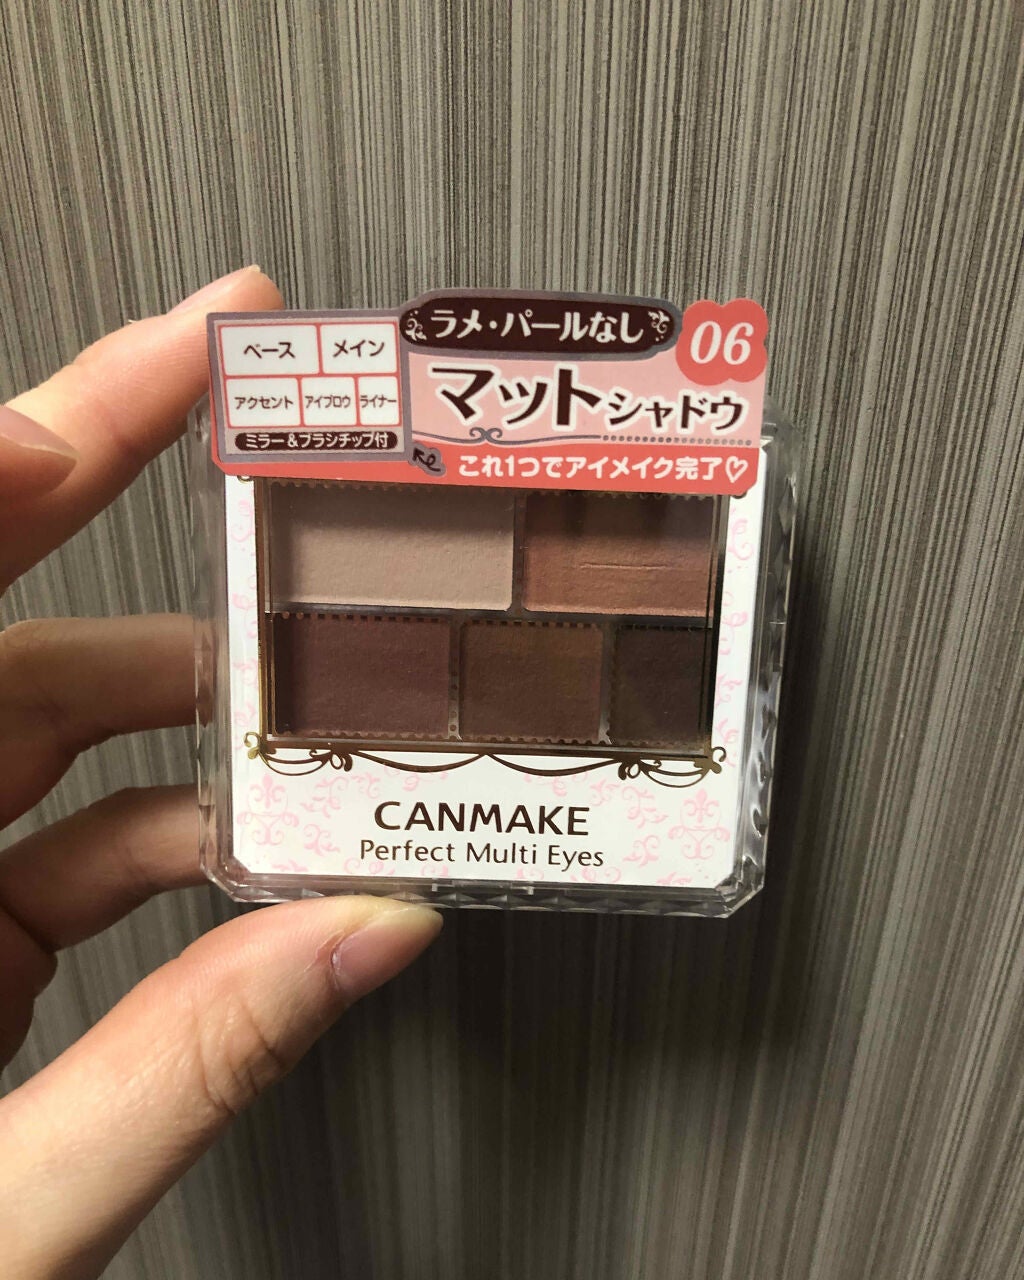 ラメ・パールなし
06
ベース
メイン
マットシャドウ
アクセント
アイブロウ
ライナー
ミラー&ブラシチップ付
これ1つでアイメイク完了♡
CANMAKE
Perfect Multi Eyes